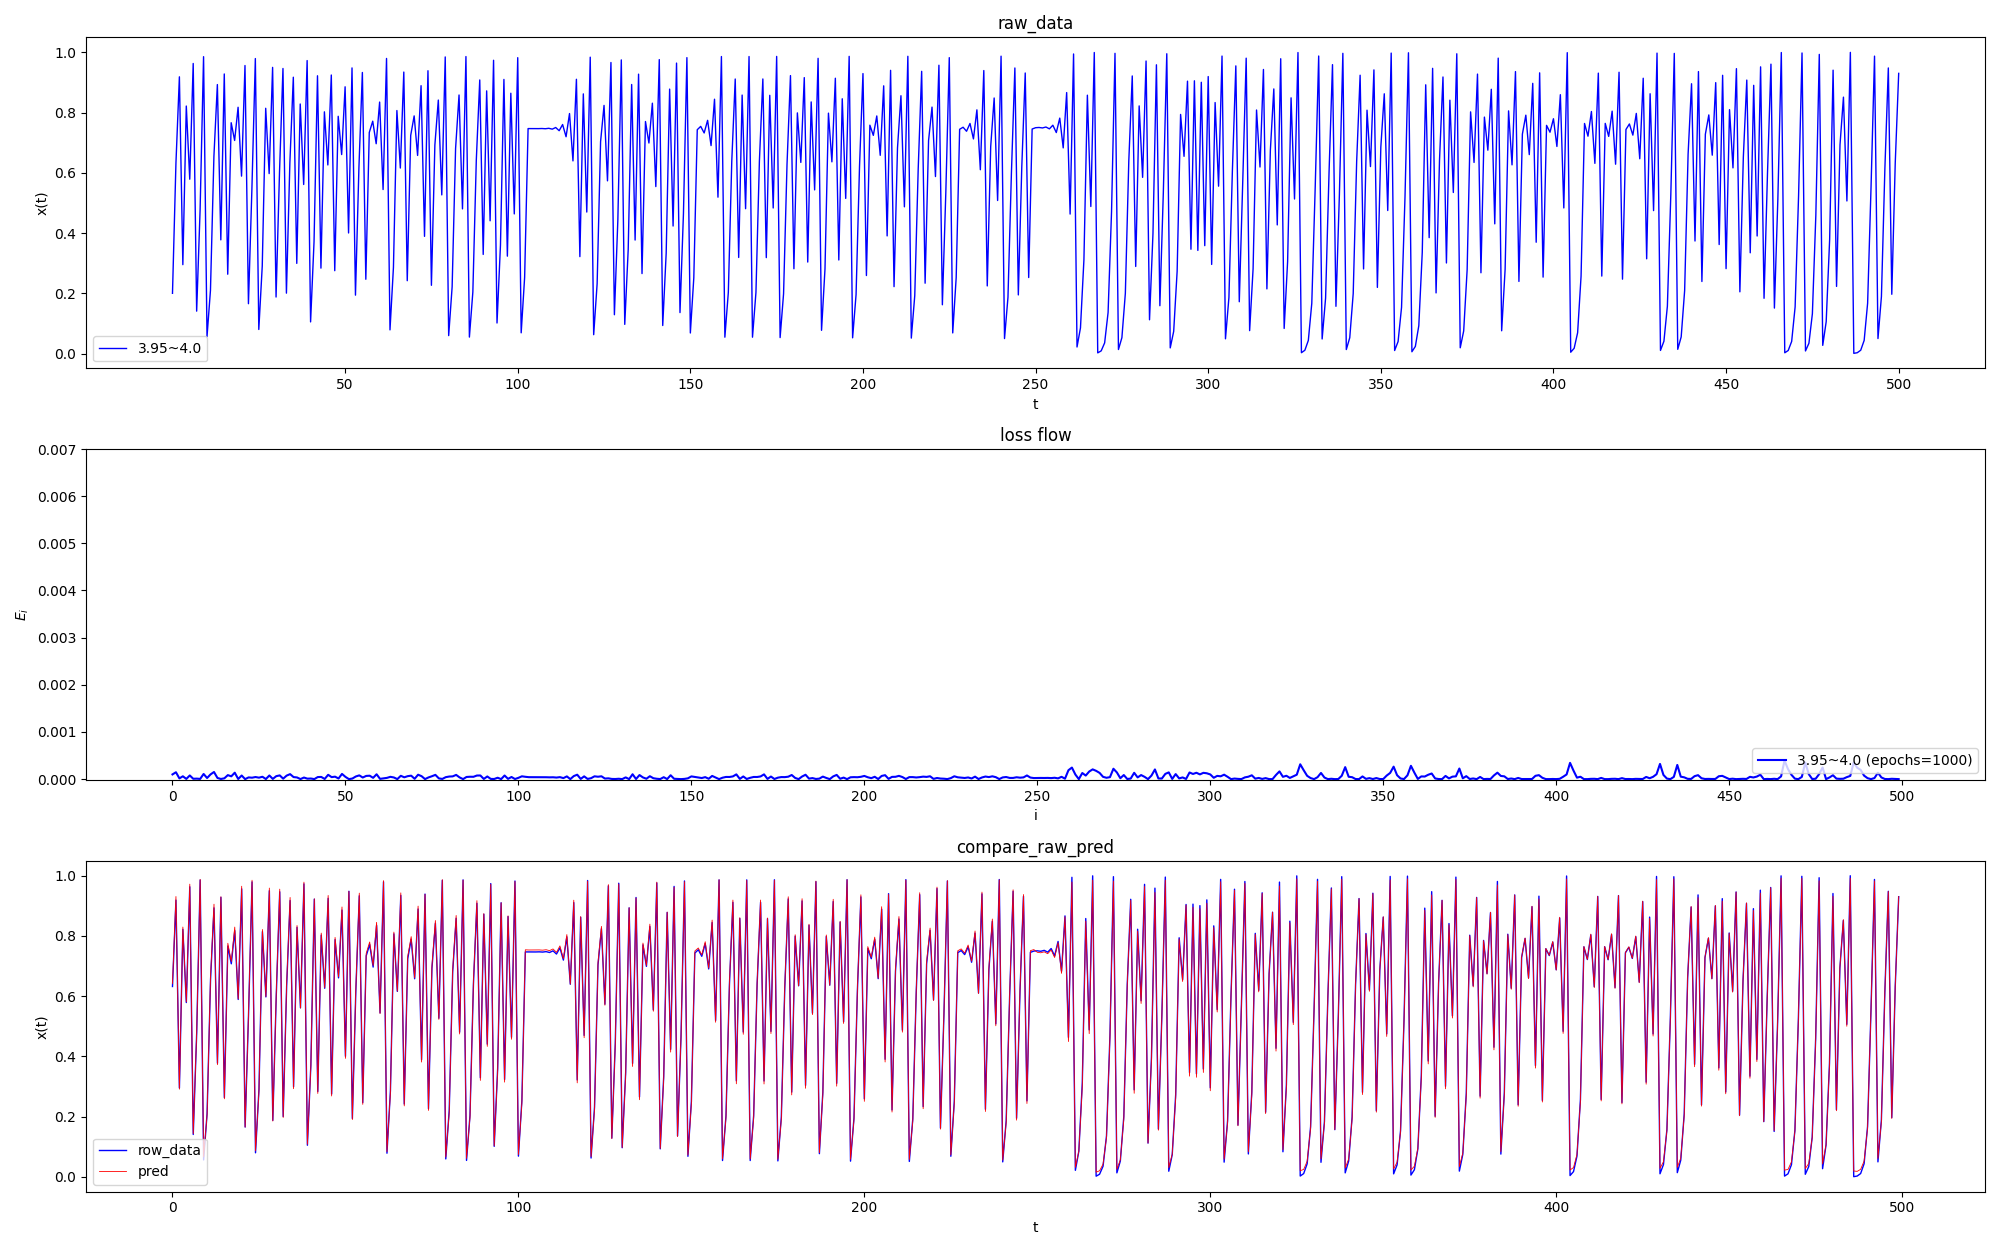 raw_data
1.0
0.8
0.6
0.4
0.2
0.0
x(t)
3.95~4.0
50 100 150 200 250 300 350 400 450 500
t
loss flow
0.007
0.006
0.005
0.004
0.003
0.002
0.001
0.000
E_i
3.95~4.0 (epochs=1000)
0 50 100 150 200 250 300 350 400 450 500
i
compare_raw_pred
1.0
0.8
0.6
0.4
0.2
0.0
x(t)
row_data
pred
0 100 200 300 400 500
t